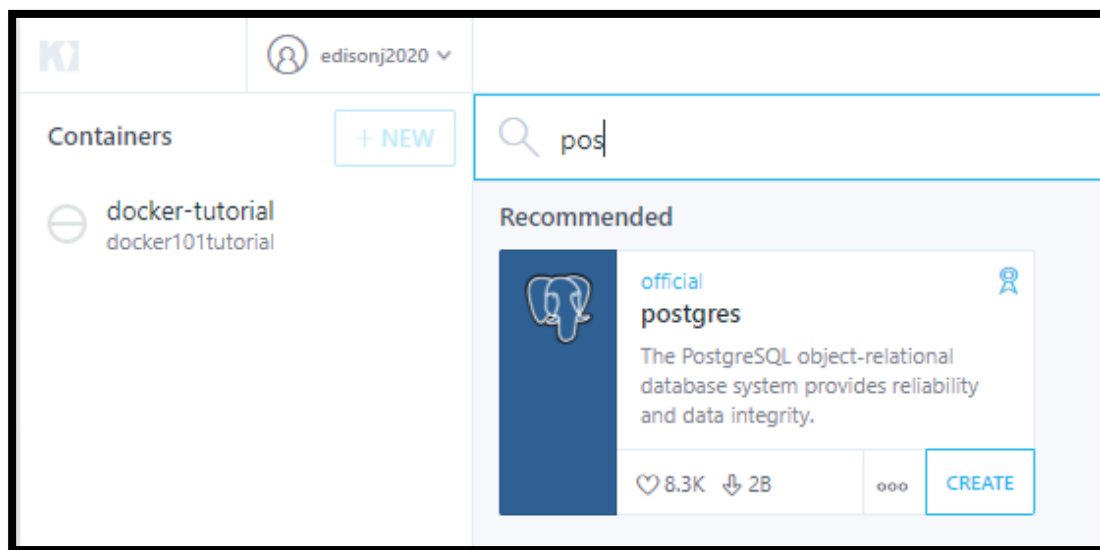 edisonj2020
Containers
+ NEW
docker-tutorial
docker101tutorial
pos
Recommended
official
postgres
The PostgreSQL object-relational
database system provides reliability
and data integrity.
8.3K 2B
CREATE